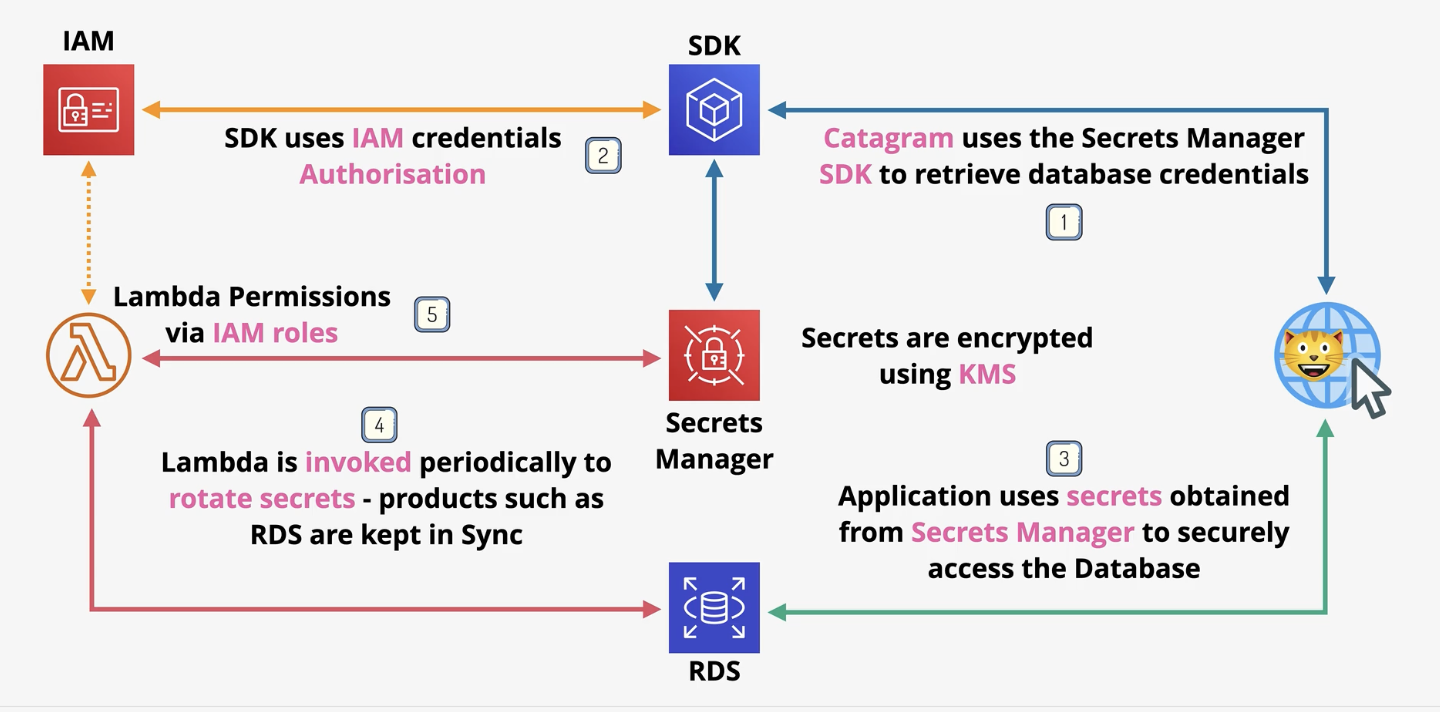 IAM
SDK
SDK uses IAM credentials
Authorisation
2
Catagram uses the Secrets Manager
SDK to retrieve database credentials
1
Lambda Permissions
via IAM roles
5
Secrets are encrypted
using KMS
Secrets
Manager
4
Lambda is invoked periodically to
rotate secrets - products such as
RDS are kept in Sync
3
Application uses secrets obtained
from Secrets Manager to securely
access the Database
RDS